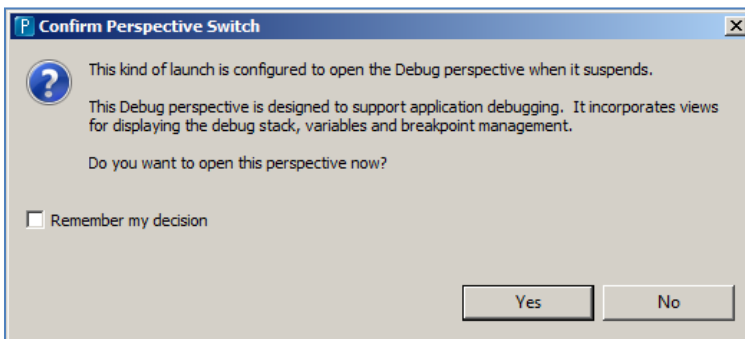 P Confirm Perspective Switch
This kind of launch is configured to open the Debug perspective when it suspends.
This Debug perspective is designed to support application debugging.  It incorporates views
for displaying the debug stack, variables and breakpoint management.
Do you want to open this perspective now?
Remember my decision
Yes
No